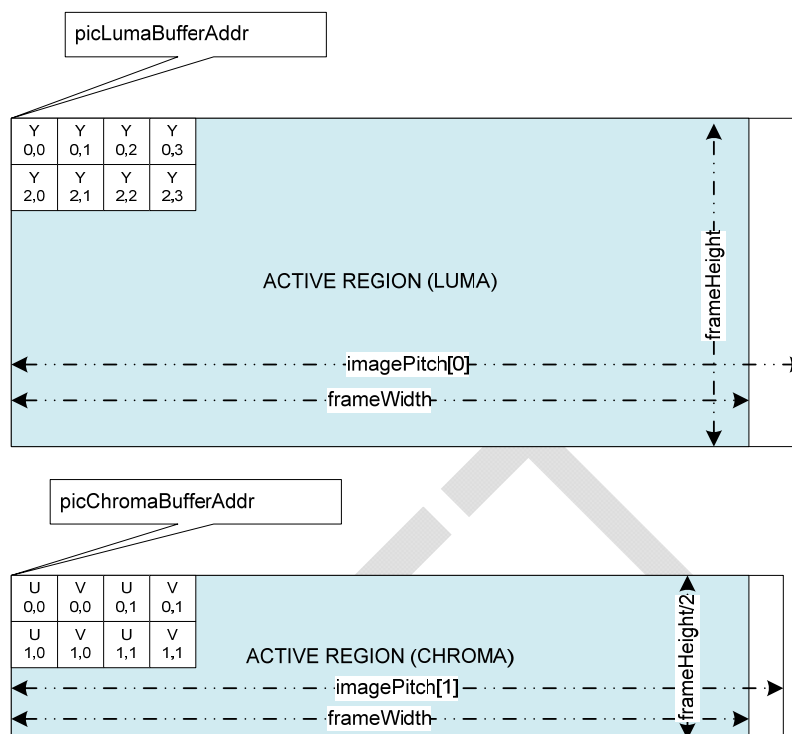 picLumaBufferAddr
Y Y Y Y
0,0 0,1 0,2 0,3
Y Y Y Y
2,0 2,1 2,2 2,3
frameHeight
ACTIVE REGION (LUMA)
imagePitch[0]
frameWidth
picChromaBufferAddr
U V U V
0,0 0,0 0,1 0,1
U V U V
1,0 1,0 1,1 1,1
frameHeight/2
ACTIVE REGION (CHROMA)
imagePitch[1]
frameWidth